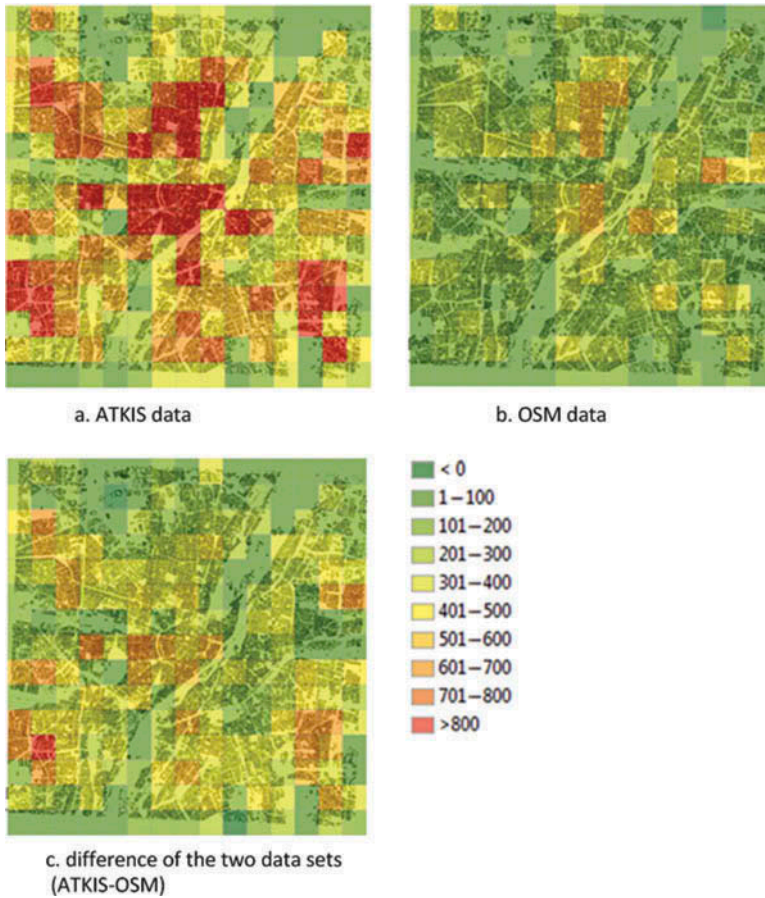 a. ATKIS data
b. OSM data
< 0
1–100
101–200
201–300
301–400
401–500
501–600
601–700
701–800
>800
c. difference of the two data sets
(ATKIS-OSM)